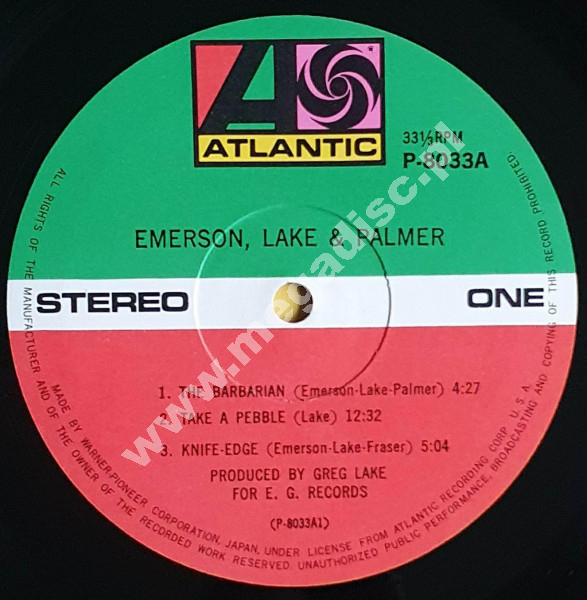 ATLANTIC
33⅓ RPM
P-8033A
EMERSON, LAKE & PALMER
STEREO
ONE
1. THE BARBARIAN (Emerson-Lake-Palmer) 4:27
2. TAKE A PEBBLE (Lake) 12:32
3. KNIFE-EDGE (Emerson-Lake-Fraser) 5:04
PRODUCED BY GREG LAKE
FOR E. G. RECORDS
(P-8033A1)
MADE BY WARNER-PIONEER CORPORATION, JAPAN, UNDER LICENSE FROM ATLANTIC RECORDING CORP. U. S. A.
ALL RIGHTS OF THE MANUFACTURER AND OF THE OWNER OF THE RECORDED WORK RESERVED. UNAUTHORIZED PUBLIC PERFORMANCE, BROADCASTING AND COPYING OF THIS RECORD PROHIBITED.
www.megadisc.pl